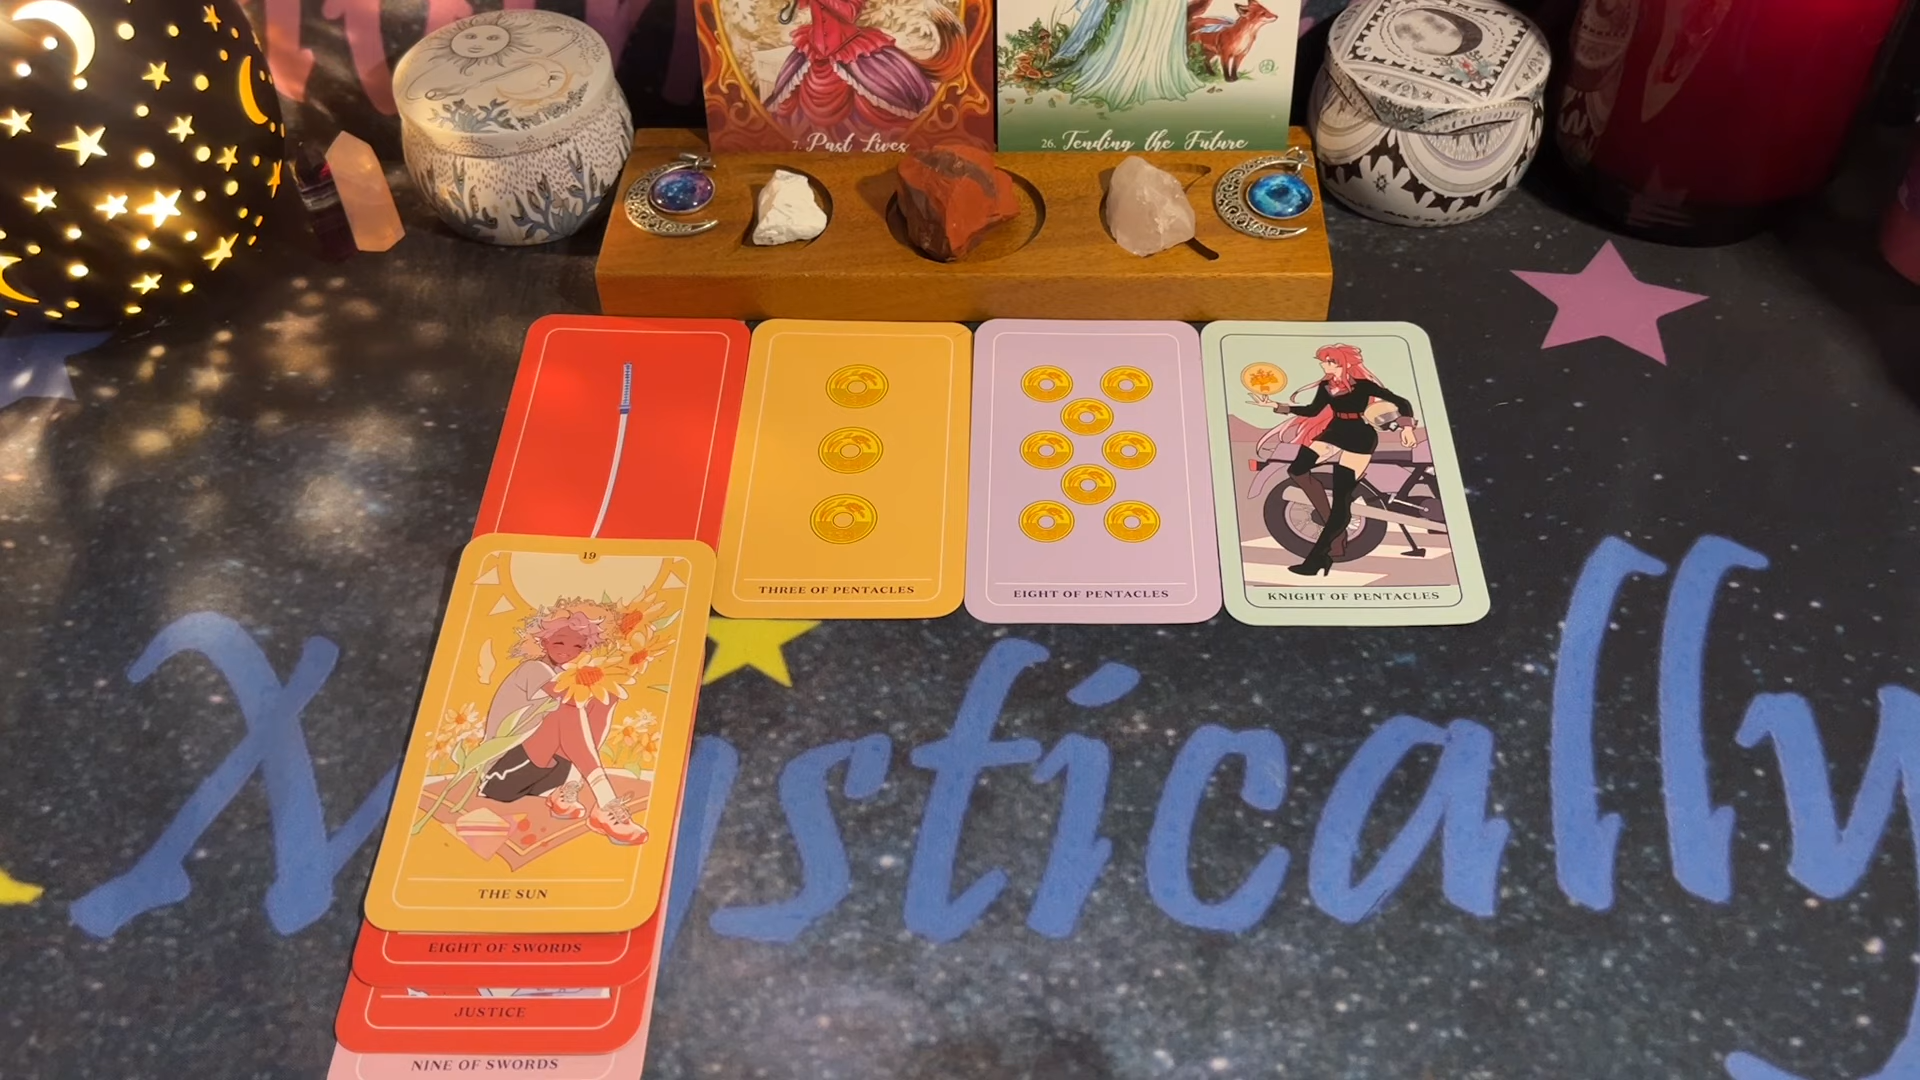 7. Past Lives
26. Tending the Future
THREE OF PENTACLES
EIGHT OF PENTACLES
KNIGHT OF PENTACLES
19
THE SUN
EIGHT OF SWORDS
JUSTICE
NINE OF SWORDS